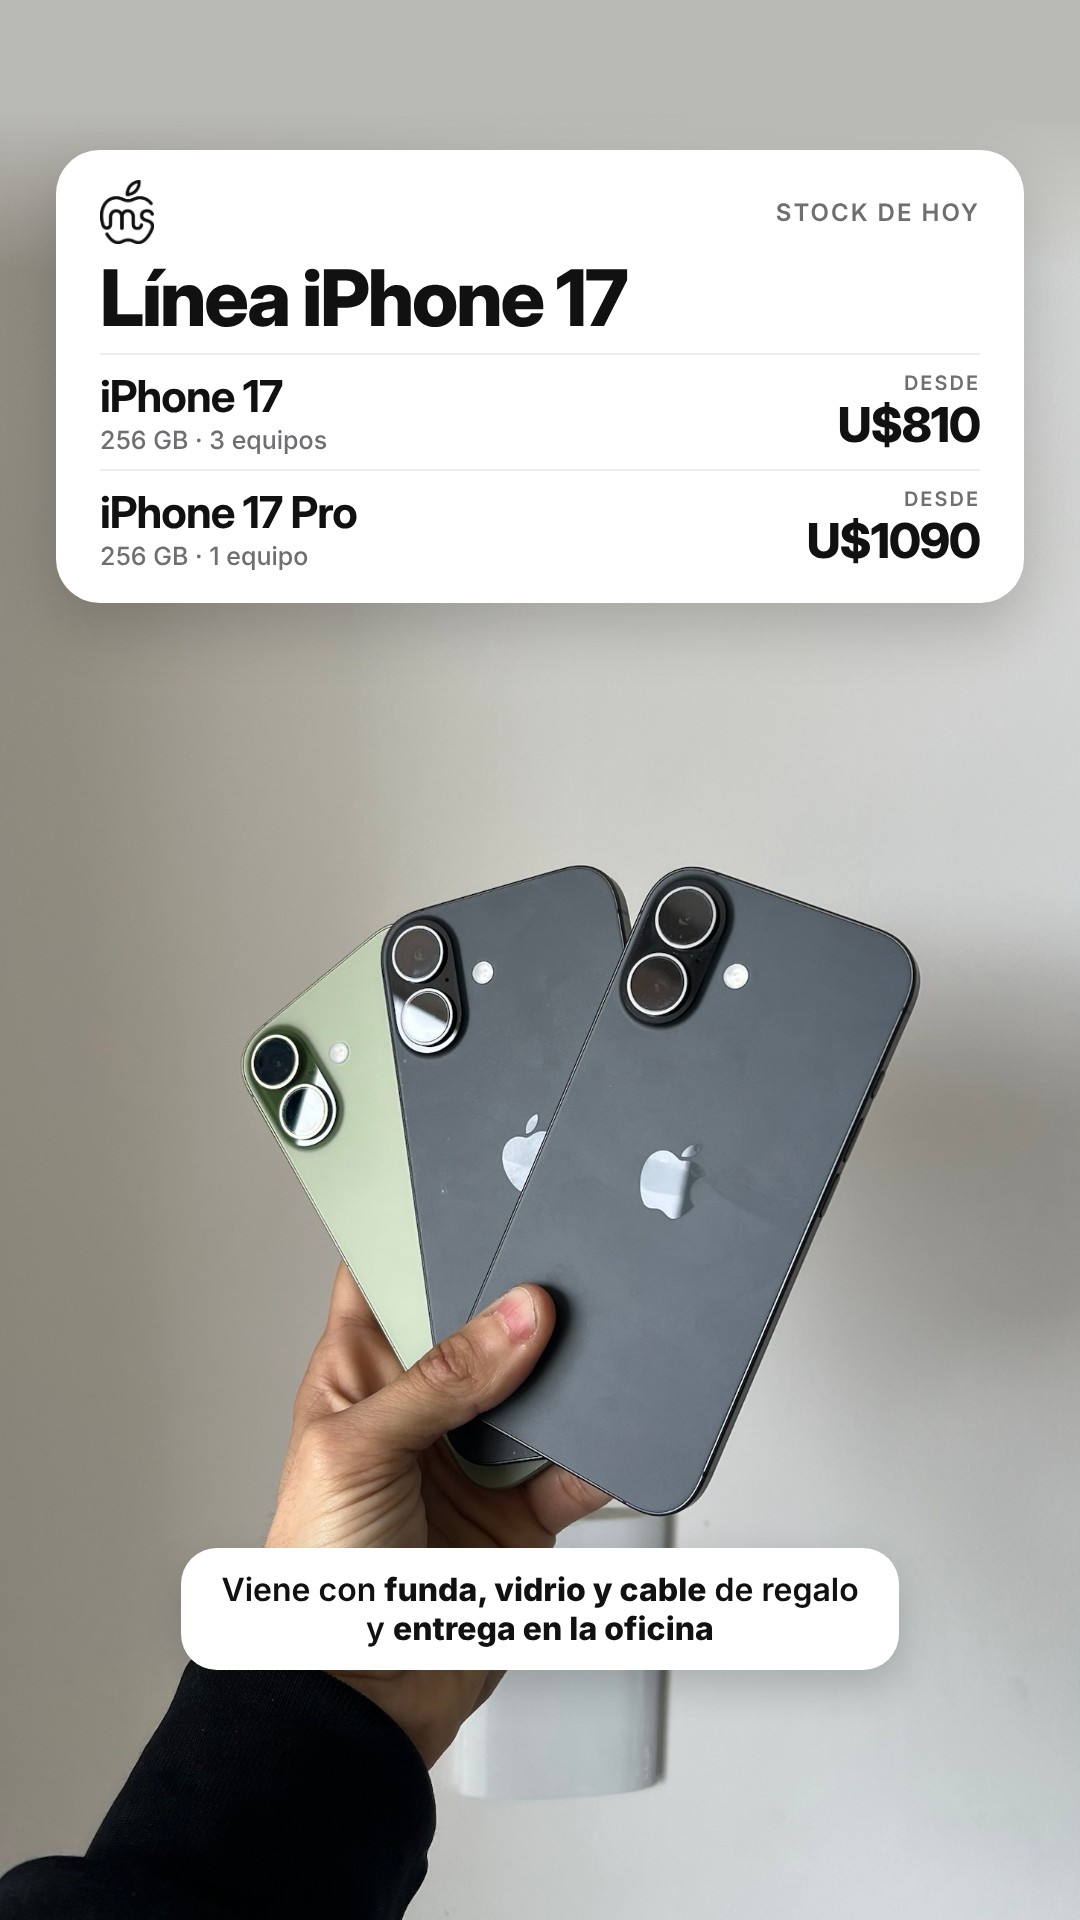 ms
STOCK DE HOY
Línea iPhone 17
iPhone 17
256 GB · 3 equipos
DESDE
U$810
iPhone 17 Pro
256 GB · 1 equipo
DESDE
U$1090
Viene con funda, vidrio y cable de regalo
y entrega en la oficina